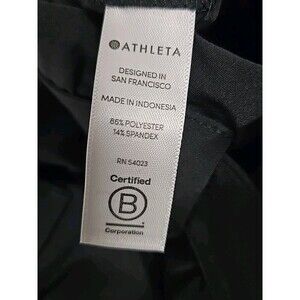 ATHLETA
DESIGNED IN
SAN FRANCISCO
MADE IN INDONESIA
86% POLYESTER
14% SPANDEX
RN 54023
Certified
B
Corporation